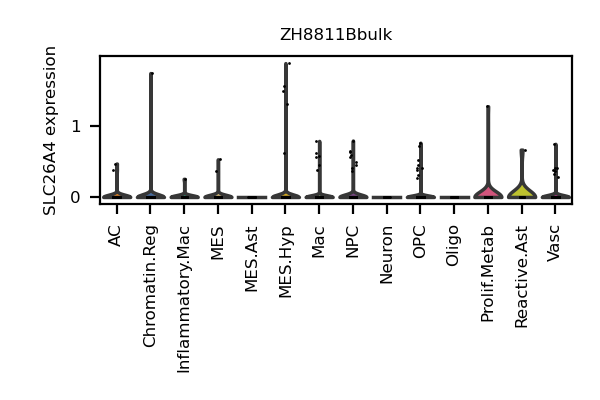 ZH8811Bbulk
SLC26A4 expression
1
0
AC
Chromatin.Reg
Inflammatory.Mac
MES
MES.Ast
MES.Hyp
Mac
NPC
Neuron
OPC
Oligo
Prolif.Metab
Reactive.Ast
Vasc